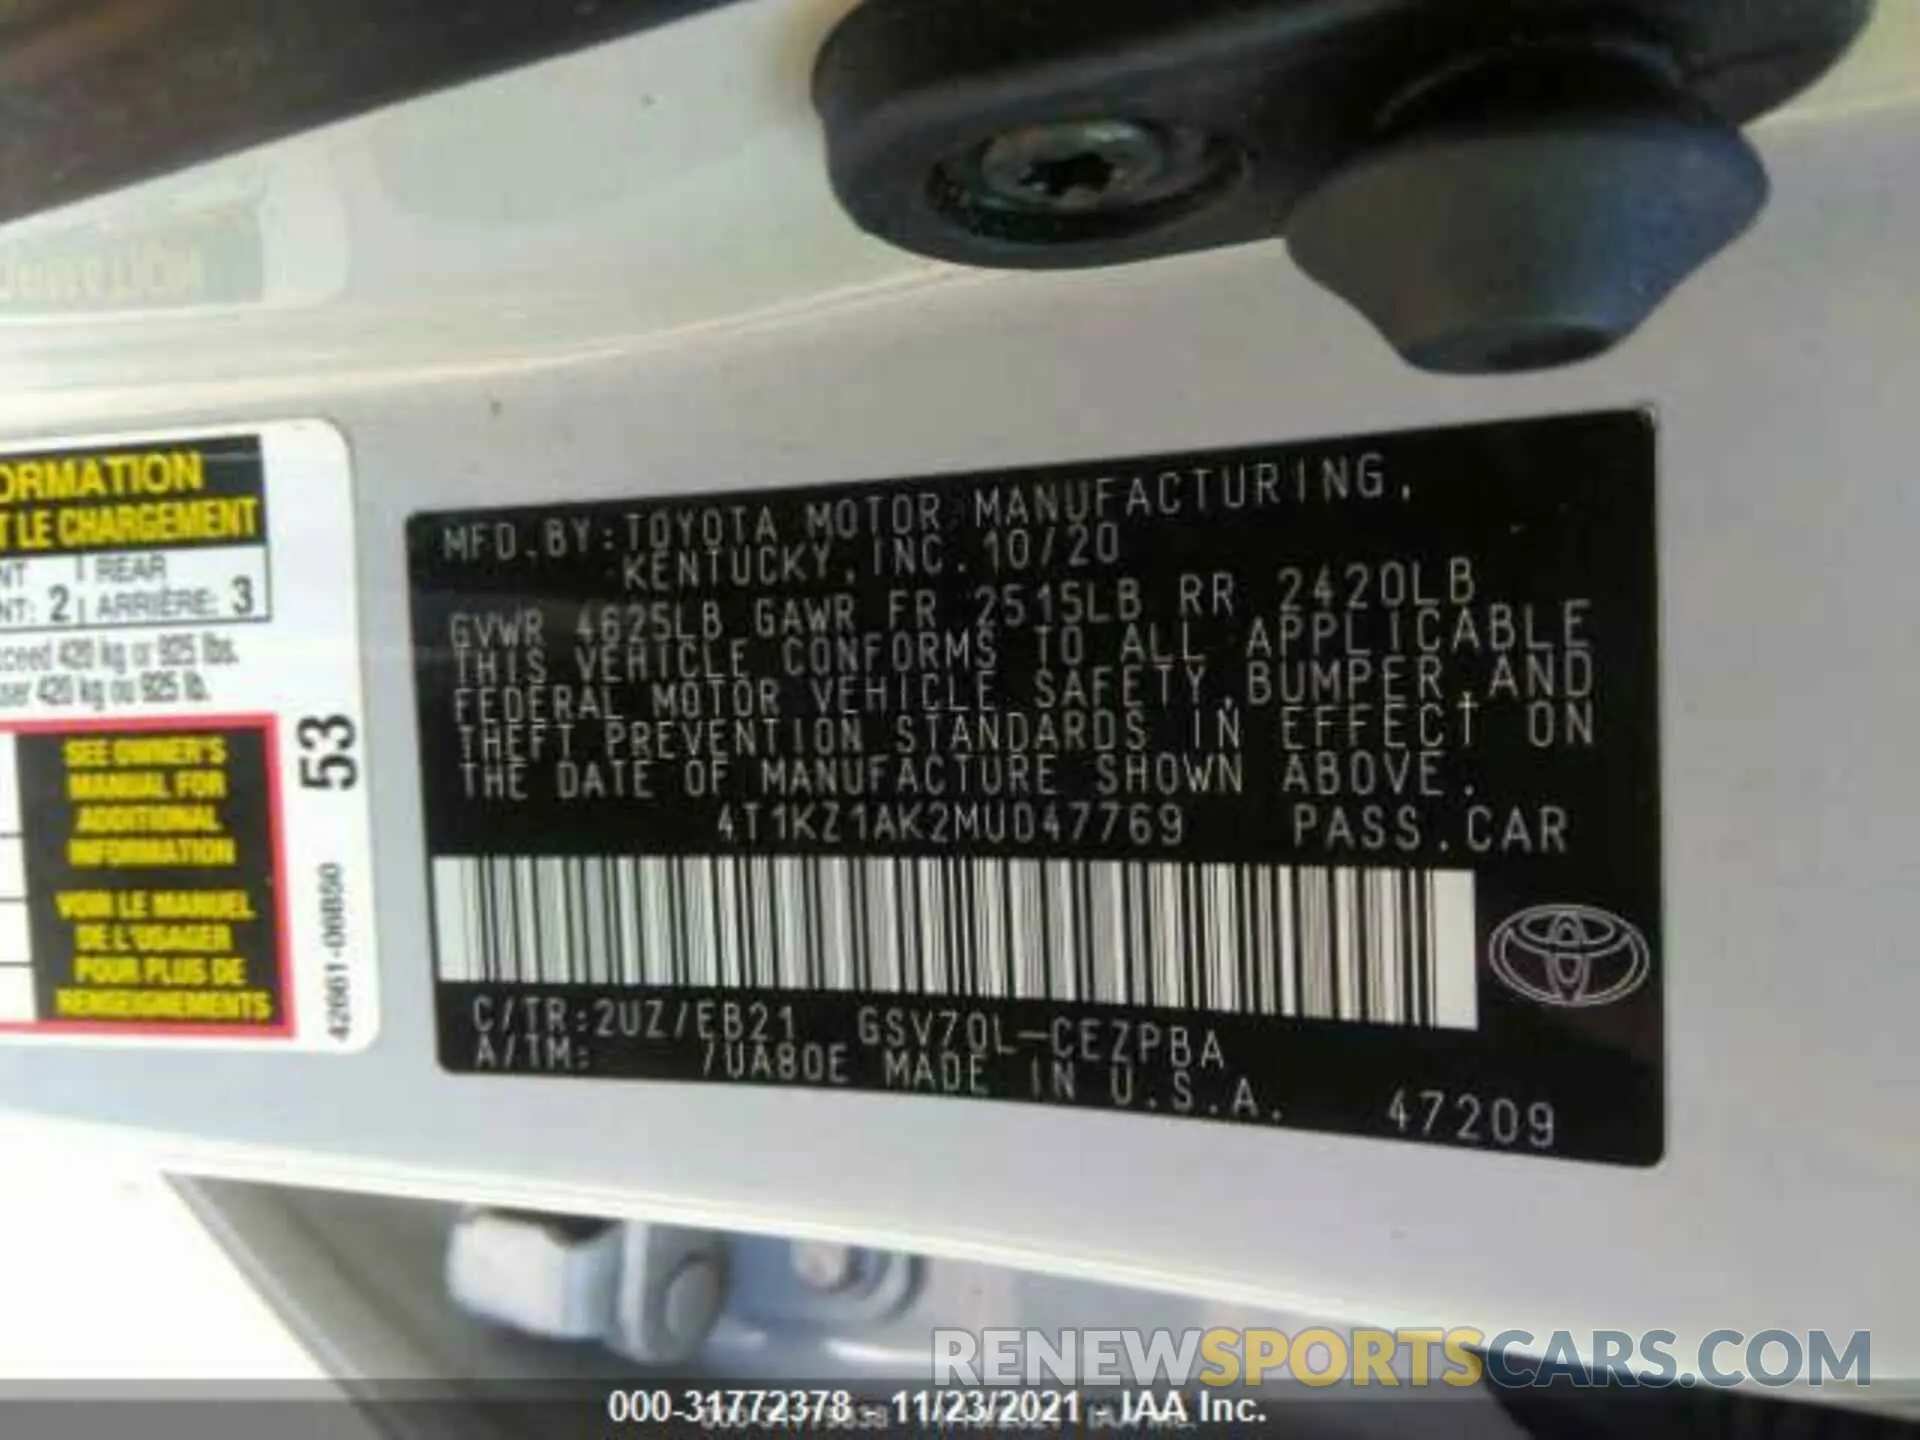 ORMATION
T LE CHARGEMENT
NT REAR
NT: 2 ARRIÈRE: 3
ceed 420 kg or 925 lbs.
ser 420 kg ou 925 lb.
SEE OWNER'S
MANUAL FOR
ADDITIONAL
INFORMATION
VOIR LE MANUEL
DE L'USAGER
POUR PLUS DE
RENSEIGNEMENTS
53
MFD.BY:TOYOTA MOTOR MANUFACTURING,
KENTUCKY,INC.10/20
GVWR 4625LB GAWR FR 2515LB RR 2420LB
THIS VEHICLE CONFORMS TO ALL APPLICABLE
FEDERAL MOTOR VEHICLE SAFETY,BUMPER,AND
THEFT PREVENTION STANDARDS IN EFFECT ON
THE DATE OF MANUFACTURE SHOWN ABOVE.
4T1KZ1AK2MU047769 PASS.CAR
C/TR:2UZ/EB21 GSV70L-CEZPBA
A/TM: /UA80E MADE IN U.S.A.
47209
RENEWSPORTSCARS.COM
000-31772378 - 11/23/2021 - IAA Inc.